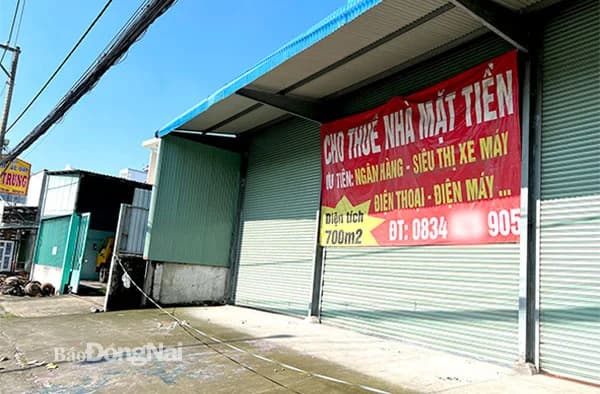 CHO THUÊ NHÀ MẶT TIỀN
ƯU TIÊN: NGÂN HÀNG - SIÊU THỊ XE MÁY
ĐIỆN THOẠI - ĐIỆN MÁY ...
Diện tích
700m2
ĐT: 0834 905
TRUNG
BáoĐồngNai